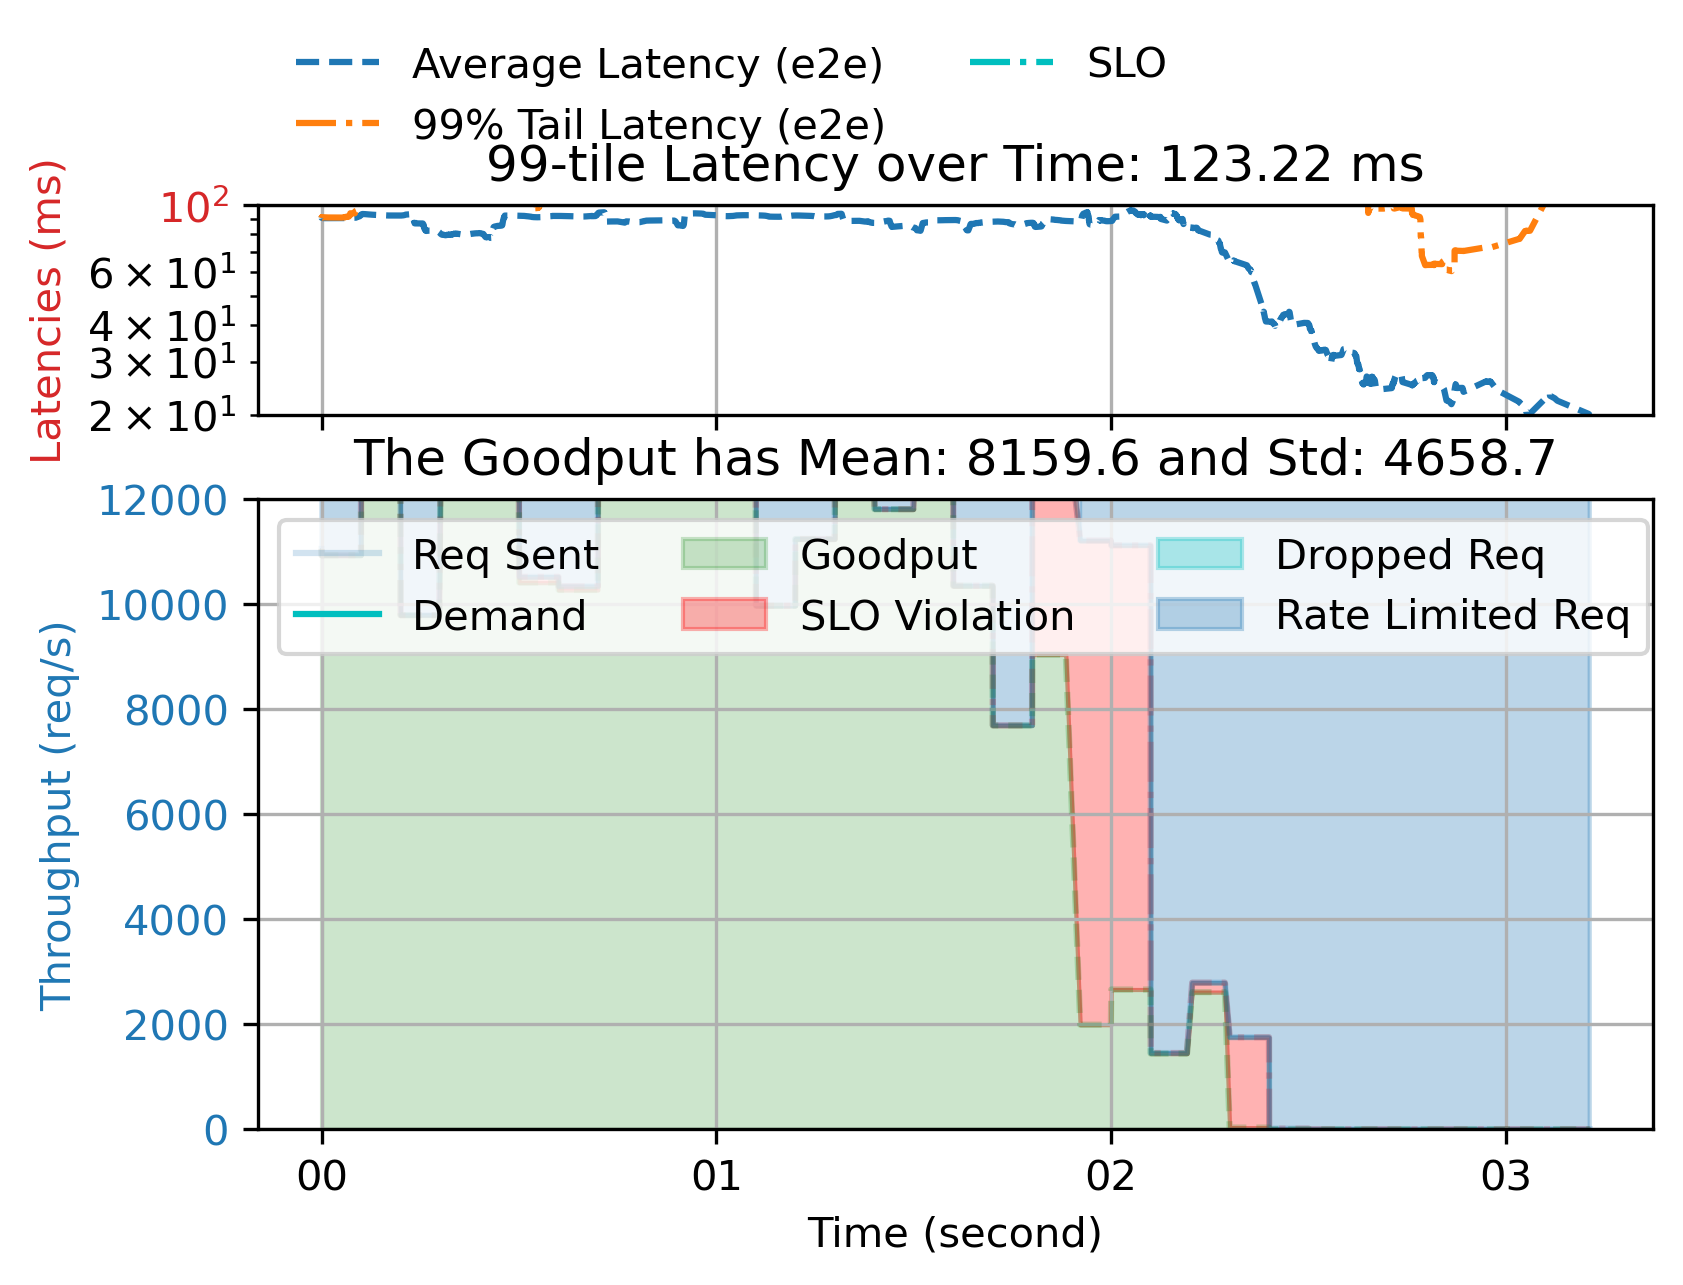 Average Latency (e2e) SLO
99% Tail Latency (e2e)
99-tile Latency over Time: 123.22 ms
Latencies (ms)
10²
6 × 10¹
4 × 10¹
3 × 10¹
2 × 10¹
The Goodput has Mean: 8159.6 and Std: 4658.7
Throughput (req/s)
12000
10000
8000
6000
4000
2000
0
Req Sent Goodput Dropped Req
Demand SLO Violation Rate Limited Req
00 01 02 03
Time (second)